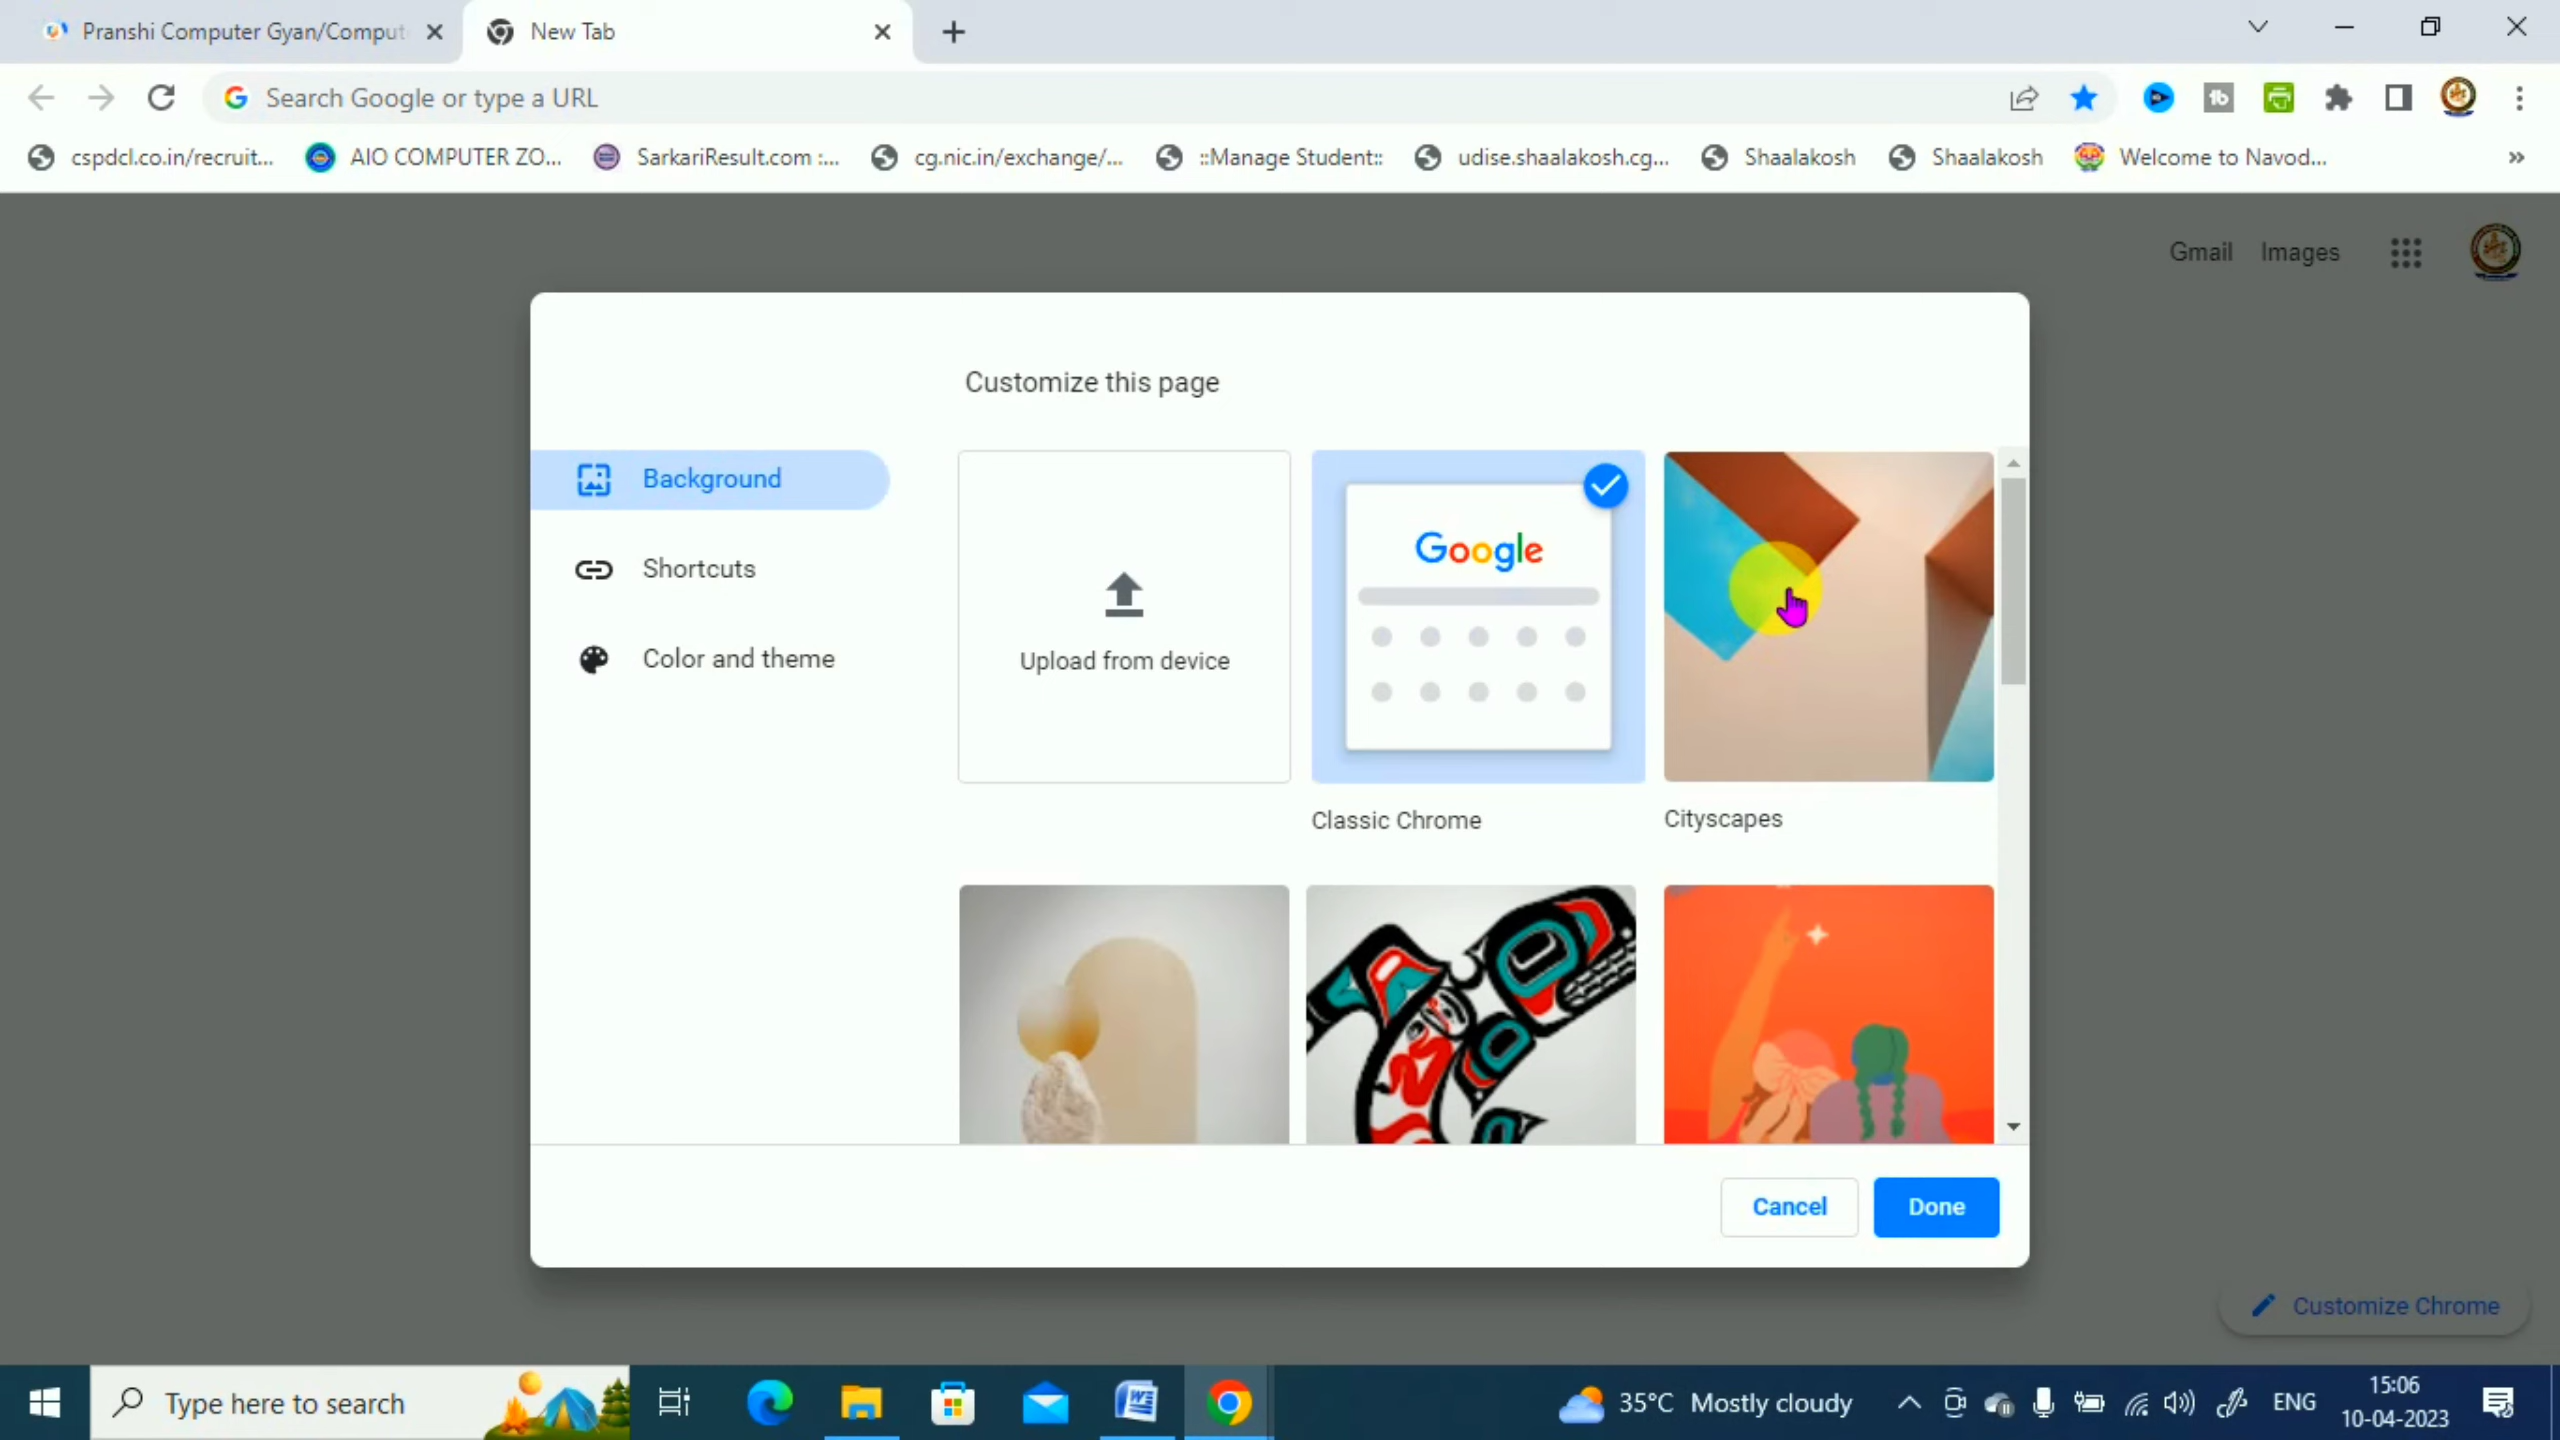 Pranshi Computer Gyan/Comput
New Tab
Search Google or type a URL
cspdcl.co.in/recruit...
AIO COMPUTER ZO...
SarkariResult.com :...
cg.nic.in/exchange/...
::Manage Student::
udise.shaalakosh.cg...
Shaalakosh
Shaalakosh
Welcome to Navod...
Gmail
Images
Customize this page
Background
Shortcuts
Color and theme
Upload from device
Google
Classic Chrome
Cityscapes
Cancel
Done
Customize Chrome
Type here to search
35°C Mostly cloudy
ENG
15:06
10-04-2023